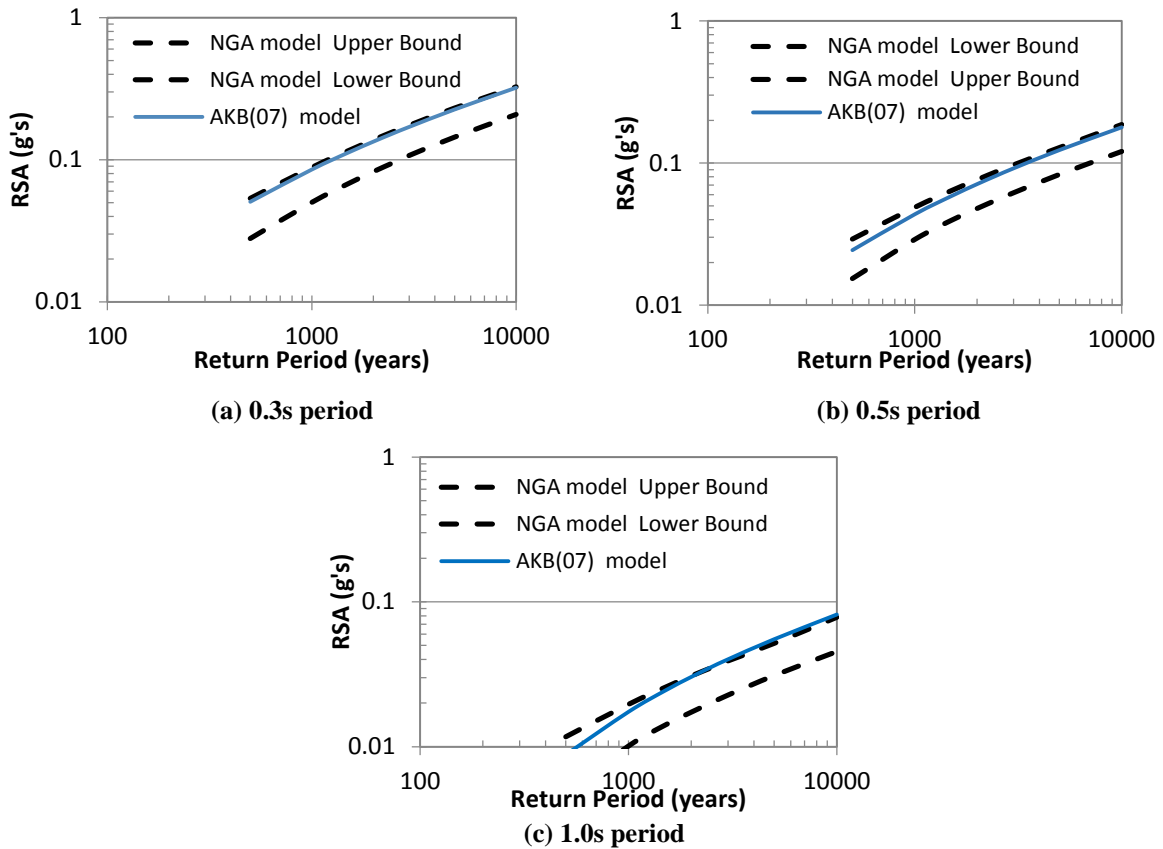 1
NGA model Upper Bound
NGA model Lower Bound
AKB(07) model
0.1
0.01
RSA (g's)
100
1000
10000
Return Period (years)
(a) 0.3s period
1
NGA model Lower Bound
NGA model Upper Bound
AKB(07) model
0.1
0.01
RSA (g's)
100
1000
10000
Return Period (years)
(b) 0.5s period
1
NGA model Upper Bound
NGA model Lower Bound
AKB(07) model
0.1
0.01
RSA (g's)
100
1000
10000
Return Period (years)
(c) 1.0s period